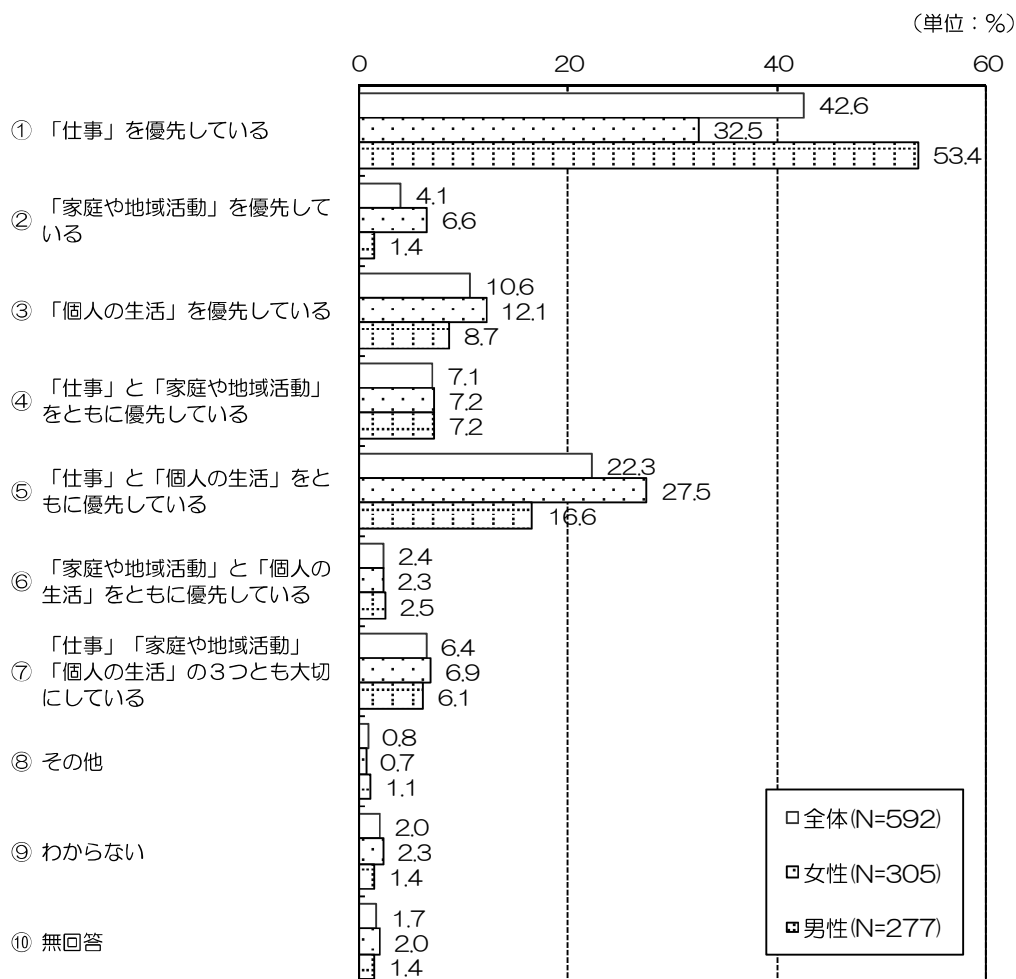 （単位：％）
0 20 40 60
① 「仕事」を優先している
42.6
32.5
53.4
② 「家庭や地域活動」を優先して
いる
4.1
6.6
1.4
③ 「個人の生活」を優先している
10.6
12.1
8.7
④ 「仕事」と「家庭や地域活動」
をともに優先している
7.1
7.2
7.2
⑤ 「仕事」と「個人の生活」をと
もに優先している
22.3
27.5
16.6
⑥ 「家庭や地域活動」と「個人の
生活」をともに優先している
2.4
2.3
2.5
「仕事」「家庭や地域活動」
⑦ 「個人の生活」の３つとも大切
にしている
6.4
6.9
6.1
⑧ その他
0.8
0.7
1.1
⑨ わからない
2.0
2.3
1.4
⑩ 無回答
1.7
2.0
1.4
全体(N=592)
女性(N=305)
男性(N=277)